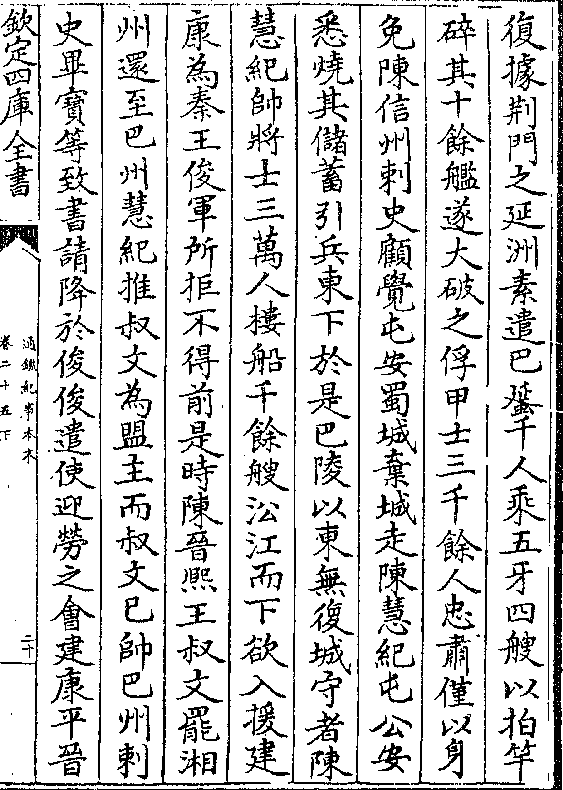 復據荆門之延洲素遣巴蜑千人乗五牙四艘以拍竿
碎其十餘艦遂大破之俘甲士三千餘人忠肅僅以身
免陳信州刺史顧覺屯安蜀城棄城走陳慧紀屯公安
悉燒其儲蓄引兵東下於是巴陵以東無復城守者陳
慧紀帥將士三萬人樓船千餘艘㳂江而下欲入援建
康為秦王俊軍所拒不得前是時陳晉熙王叔文罷湘
州還至巴州慧紀推叔文為盟主而叔文已帥巴州刺
史畢寶等致書請降於俊俊遣使迎勞之會建康平晉
欽定四庫全書
通鑑紀事本末
卷二十五下
二十